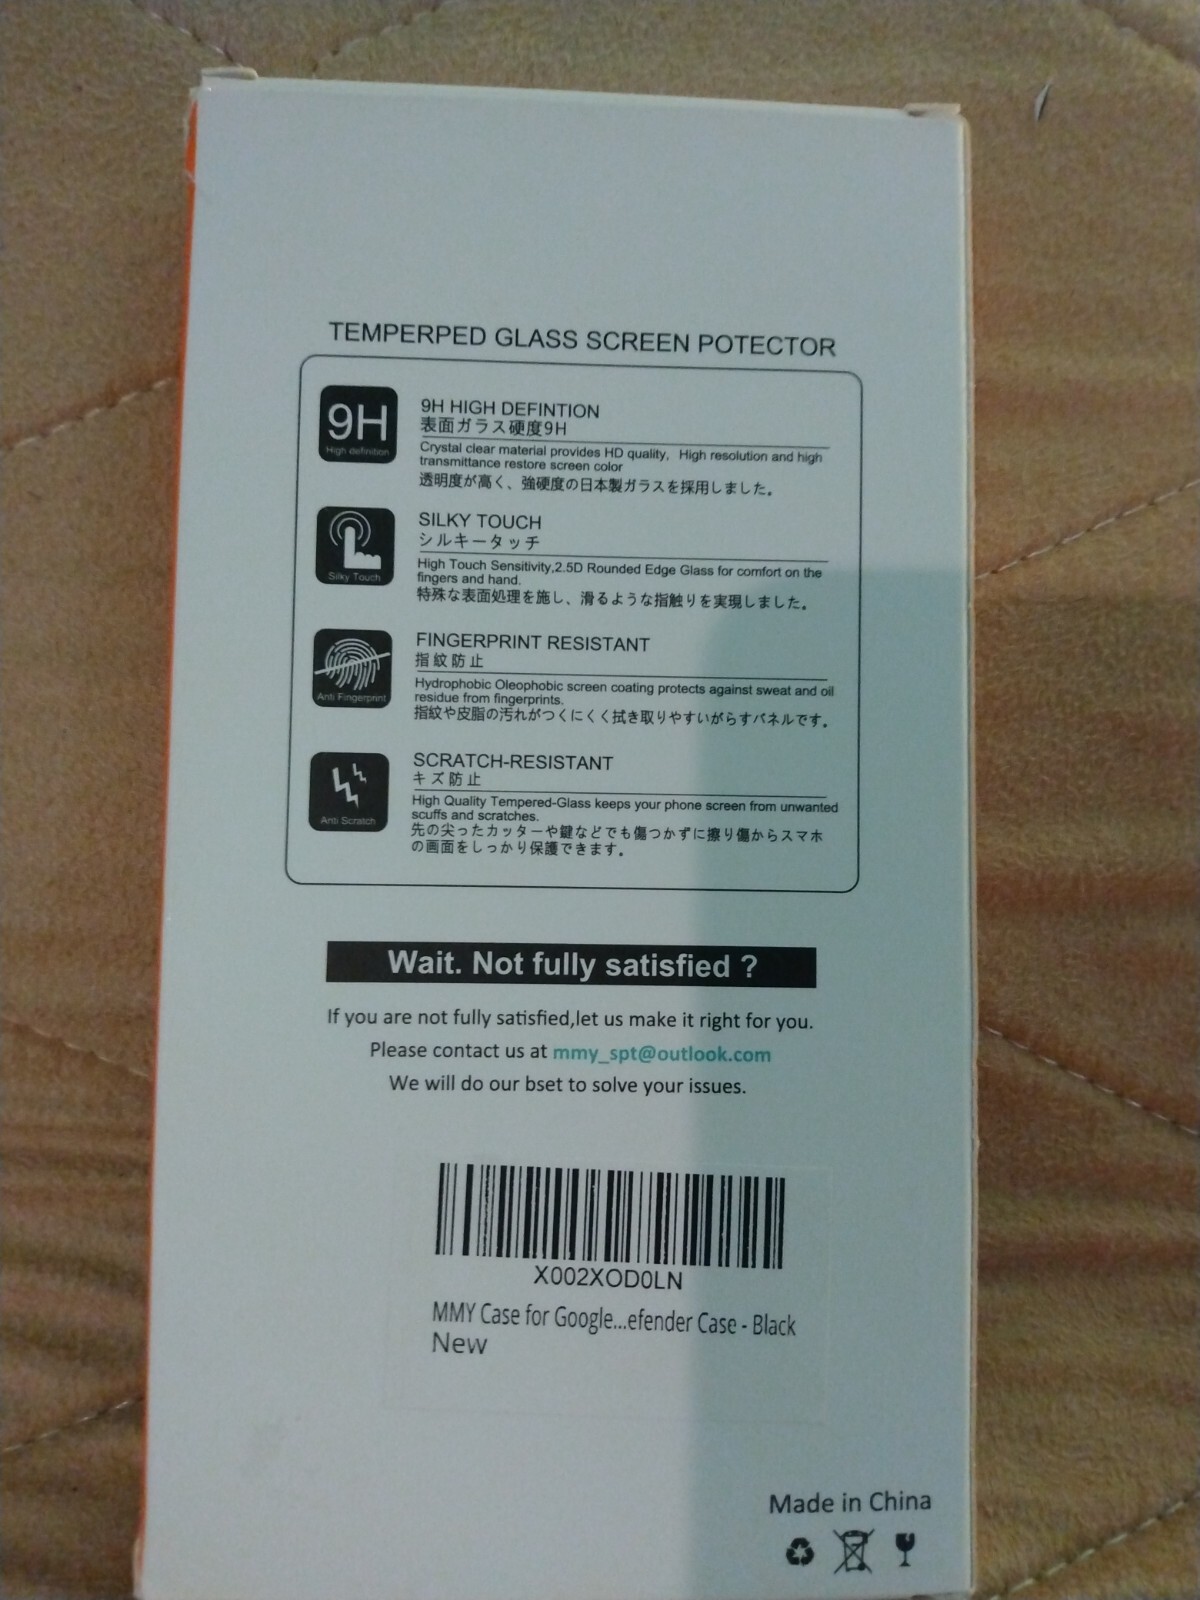 TEMPERPED GLASS SCREEN POTECTOR
9H
High definition
9H HIGH DEFINTION
表面ガラス硬度9H
Crystal clear material provides HD quality, High resolution and high
transmittance restore screen color
透明度が高く、強硬度の日本製ガラスを採用しました。
Silky Touch
SILKY TOUCH
シルキータッチ
High Touch Sensitivity,2.5D Rounded Edge Glass for comfort on the
fingers and hand.
特殊な表面処理を施し、滑るような指触りを実現しました。
Anti Fingerprint
FINGERPRINT RESISTANT
指紋防止
Hydrophobic Oleophobic screen coating protects against sweat and oil
residue from fingerprints.
指紋や皮脂の汚れがつくにくく拭き取りやすいがらすパネルです。
Anti Scratch
SCRATCH-RESISTANT
キズ防止
High Quality Tempered-Glass keeps your phone screen from unwanted
scuffs and scratches.
先の尖ったカッターや鍵などでも傷つかずに擦り傷からスマホ
の画面をしっかり保護できます。
Wait. Not fully satisfied ?
If you are not fully satisfied,let us make it right for you.
Please contact us at mmy_spt@outlook.com
We will do our bset to solve your issues.
X002XOD0LN
MMY Case for Google...efender Case - Black
New
Made in China